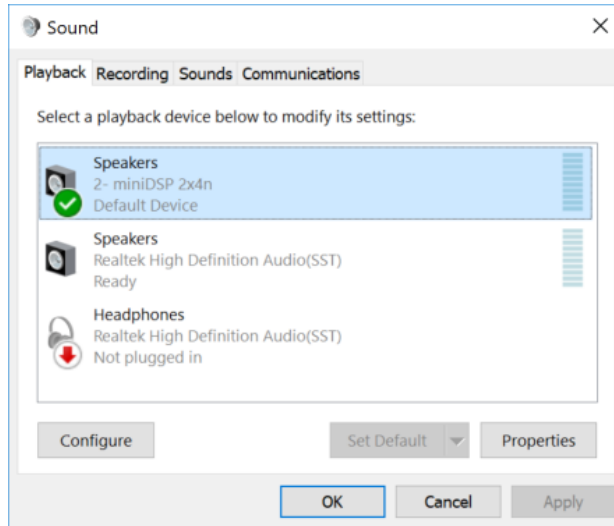 Sound
Playback Recording Sounds Communications
Select a playback device below to modify its settings:
Speakers
2- miniDSP 2x4n
Default Device
Speakers
Realtek High Definition Audio(SST)
Ready
Headphones
Realtek High Definition Audio(SST)
Not plugged in
Configure Set Default Properties
OK Cancel Apply